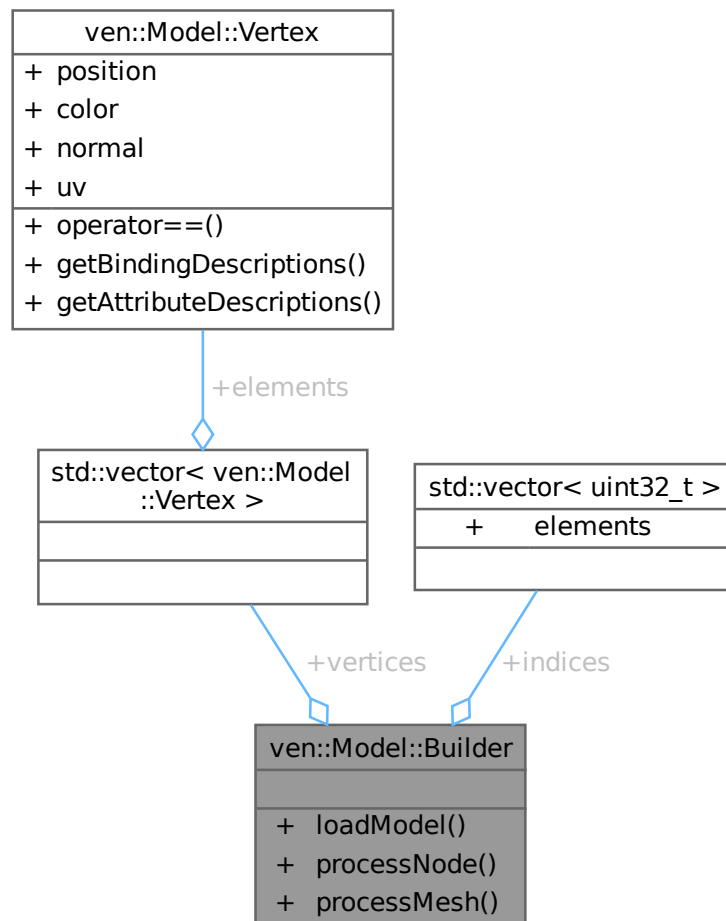 ven::Model::Vertex
+ position
+ color
+ normal
+ uv
+ operator==()
+ getBindingDescriptions()
+ getAttributeDescriptions()
+elements
std::vector< ven::Model
::Vertex >
std::vector< uint32_t >
+ elements
+vertices
+indices
ven::Model::Builder
+ loadModel()
+ processNode()
+ processMesh()